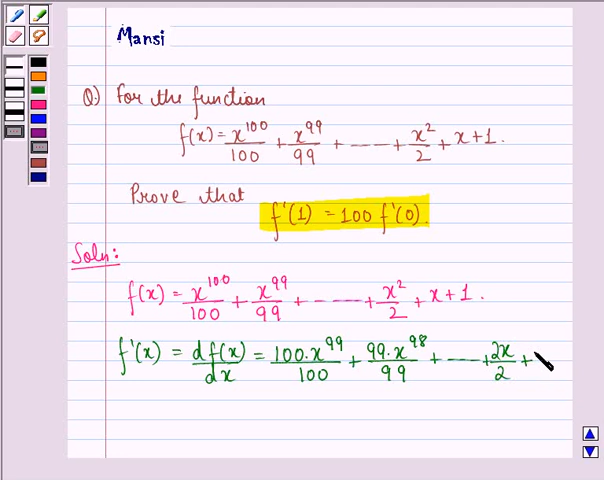 Mansi
Q.) For the function
f(x) = x^100/100 + x^99/99 + ------ + x^2/2 + x + 1.
Prove that
f'(1) = 100 f'(0).
Soln:
f(x) = x^100/100 + x^99/99 + ------ + x^2/2 + x + 1.
f'(x) = d f(x)/dx = 100.x^99/100 + 99.x^98/99 + ------ + 2x/2 +